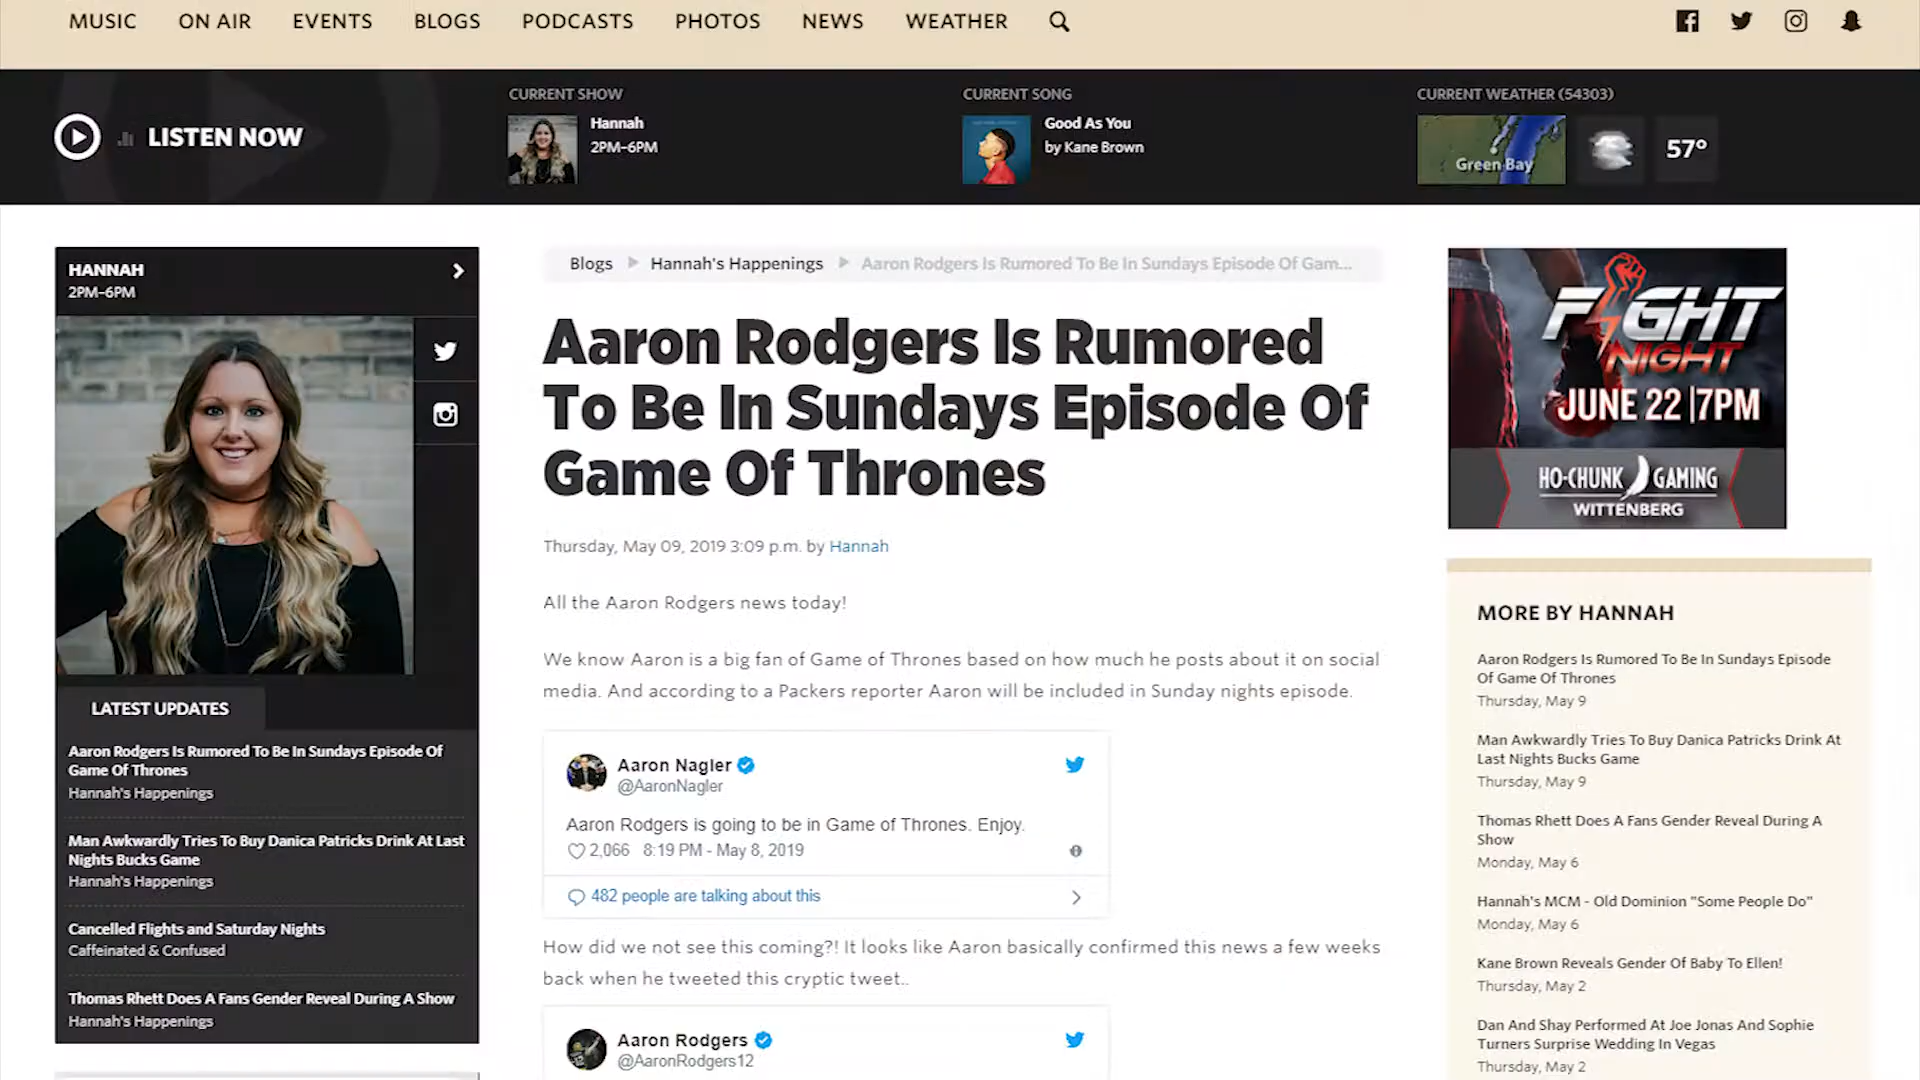 MUSIC ON AIR EVENTS BLOGS PODCASTS PHOTOS NEWS WEATHER
LISTEN NOW
CURRENT SHOW
Hannah
2PM-6PM
CURRENT SONG
Good As You
by Kane Brown
CURRENT WEATHER (54303)
Green Bay
57°
HANNAH
2PM-6PM
LATEST UPDATES
Aaron Rodgers Is Rumored To Be In Sundays Episode Of
Game Of Thrones
Hannah's Happenings
Man Awkwardly Tries To Buy Danica Patricks Drink At Last
Nights Bucks Game
Hannah's Happenings
Cancelled Flights and Saturday Nights
Caffeinated & Confused
Thomas Rhett Does A Fans Gender Reveal During A Show
Hannah's Happenings
Blogs Hannah's Happenings Aaron Rodgers Is Rumored To Be In Sundays Episode Of Gam...
Aaron Rodgers Is Rumored
To Be In Sundays Episode Of
Game Of Thrones
Thursday, May 09, 2019 3:09 p.m. by Hannah
All the Aaron Rodgers news today!
We know Aaron is a big fan of Game of Thrones based on how much he posts about it on social
media. And according to a Packers reporter Aaron will be included in Sunday nights episode.
Aaron Nagler
@AaronNagler
Aaron Rodgers is going to be in Game of Thrones. Enjoy.
2,066 8:19 PM - May 8, 2019
482 people are talking about this
How did we not see this coming?! It looks like Aaron basically confirmed this news a few weeks
back when he tweeted this cryptic tweet..
Aaron Rodgers
@AaronRodgers12
FIGHT
NIGHT
JUNE 22 | 7PM
HO-CHUNK GAMING
WITTENBERG
MORE BY HANNAH
Aaron Rodgers Is Rumored To Be In Sundays Episode
Of Game Of Thrones
Thursday, May 9
Man Awkwardly Tries To Buy Danica Patricks Drink At
Last Nights Bucks Game
Thursday, May 9
Thomas Rhett Does A Fans Gender Reveal During A
Show
Monday, May 6
Hannah's MCM - Old Dominion "Some People Do"
Monday, May 6
Kane Brown Reveals Gender Of Baby To Ellen!
Thursday, May 2
Dan And Shay Performed At Joe Jonas And Sophie
Turners Surprise Wedding In Vegas
Thursday, May 2